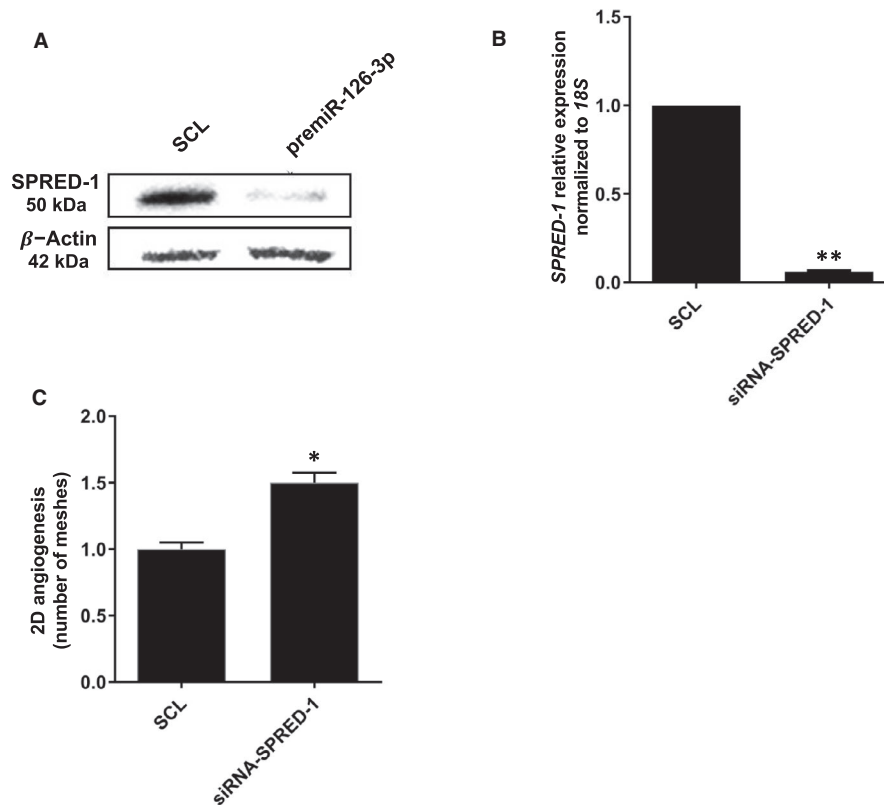 A
SCL
premiR-126-3p
SPRED-1
50 kDa
β−Actin
42 kDa
B
SPRED-1 relative expression
normalized to 18S
1.5
1.0
0.5
0.0
**
SCL
siRNA-SPRED-1
C
2D angiogenesis
(number of meshes)
2.0
1.5
1.0
0.5
0.0
*
SCL
siRNA-SPRED-1